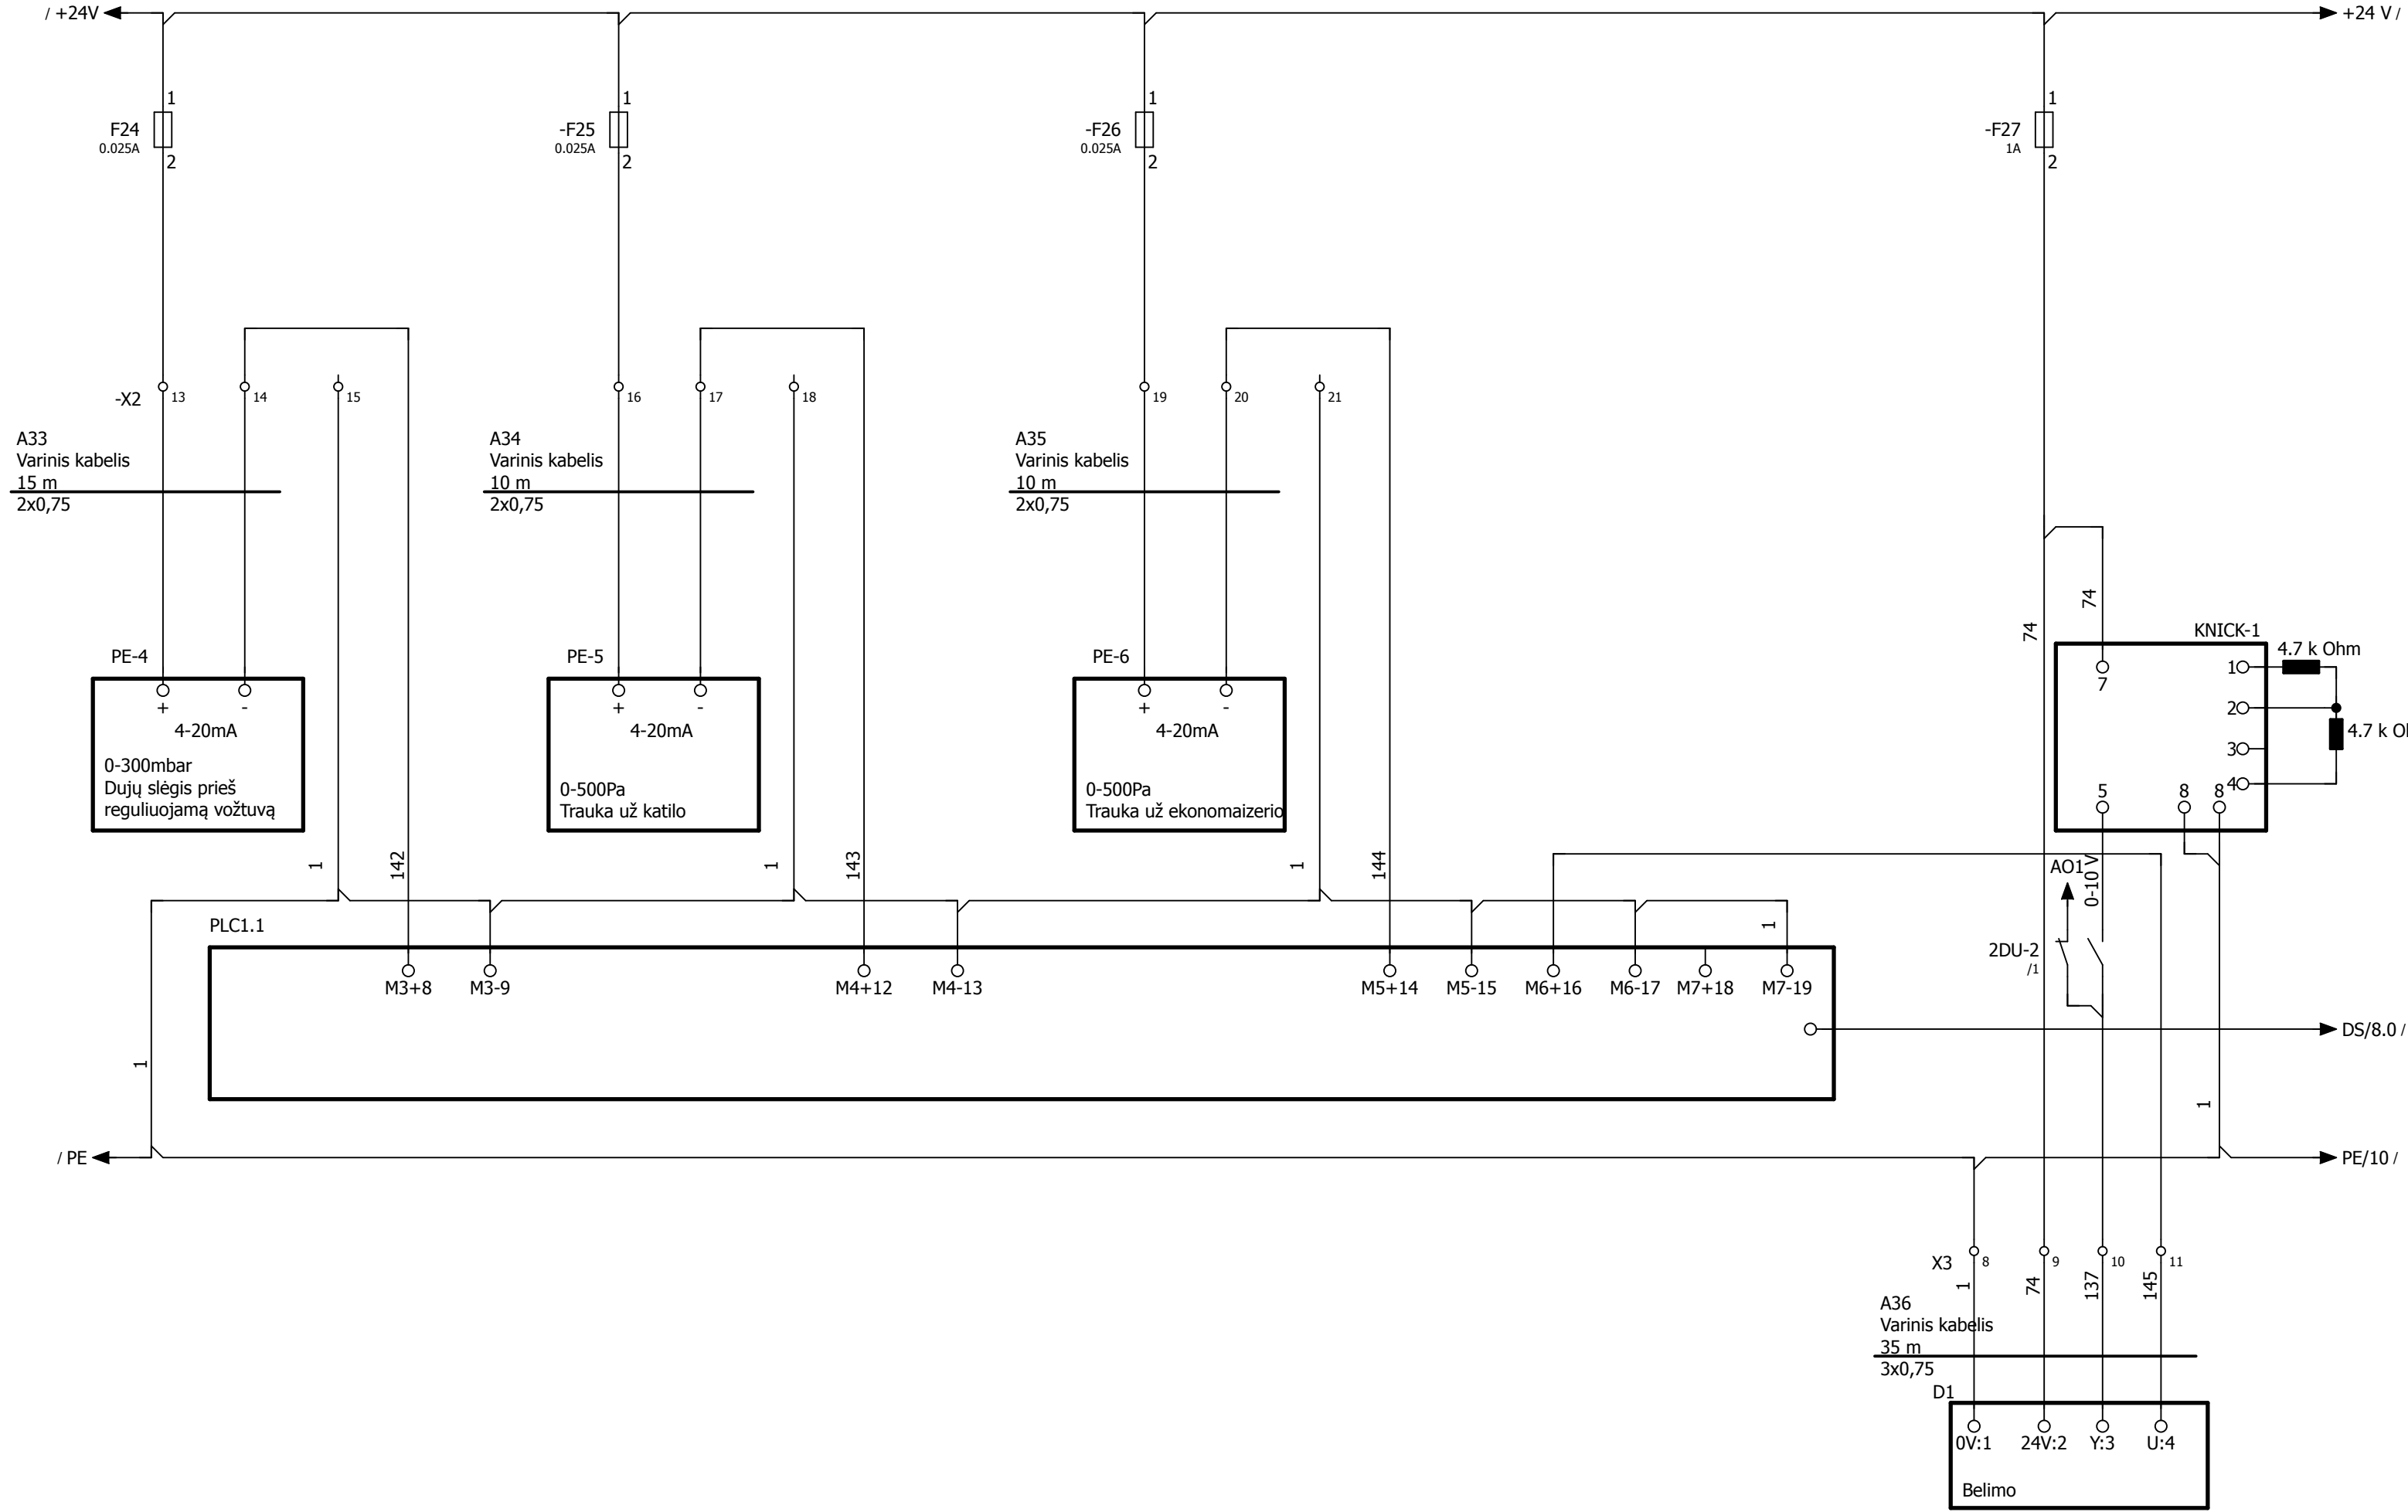 / +24V
+24 V /
1
F24
0.025A
2
1
-F25
0.025A
2
1
-F26
0.025A
2
1
-F27
1A
2
-X2
13
14
15
16
17
18
19
20
21
A33
Varinis kabelis
15 m
2x0,75
A34
Varinis kabelis
10 m
2x0,75
A35
Varinis kabelis
10 m
2x0,75
74
74
PE-4
+
-
4-20mA
0-300mbar
Dujų slėgis prieš
reguliuojamą vožtuvą
PE-5
+
-
4-20mA
0-500Pa
Trauka už katilo
PE-6
+
-
4-20mA
0-500Pa
Trauka už ekonomaizerio
KNICK-1
4.7 k Ohm
4.7 k Oh
7
1
2
3
4
5
8
8
1
142
1
143
1
144
AO1
0-10 V
2DU-2
/1
PLC1.1
1
M3+8
M3-9
M4+12
M4-13
M5+14
M5-15
M6+16
M6-17
M7+18
M7-19
DS/8.0 /
1
1
/ PE
PE/10 /
X3
8
9
10
11
1
74
137
145
A36
Varinis kabelis
35 m
3x0,75
D1
0V:1
24V:2
Y:3
U:4
Belimo